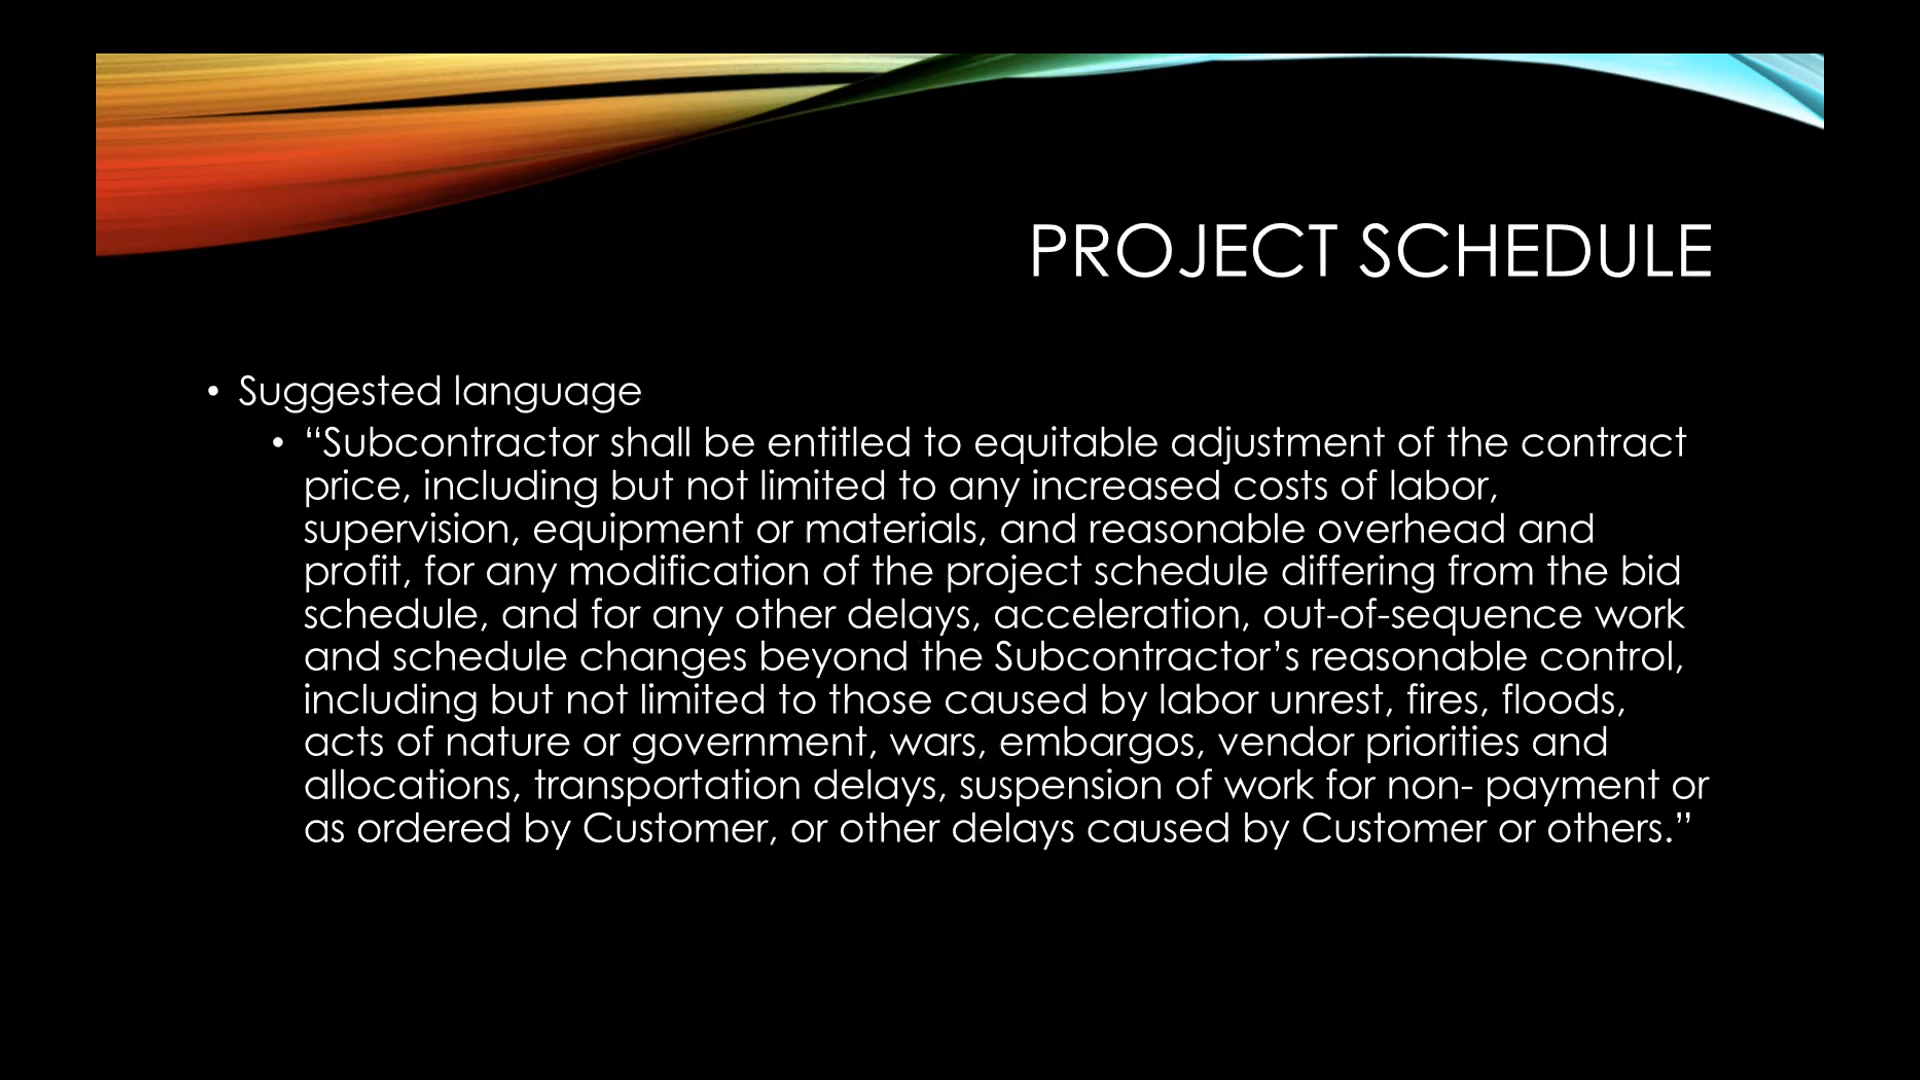 PROJECT SCHEDULE
• Suggested language
• “Subcontractor shall be entitled to equitable adjustment of the contract
price, including but not limited to any increased costs of labor,
supervision, equipment or materials, and reasonable overhead and
profit, for any modification of the project schedule differing from the bid
schedule, and for any other delays, acceleration, out-of-sequence work
and schedule changes beyond the Subcontractor’s reasonable control,
including but not limited to those caused by labor unrest, fires, floods,
acts of nature or government, wars, embargos, vendor priorities and
allocations, transportation delays, suspension of work for non- payment or
as ordered by Customer, or other delays caused by Customer or others.”